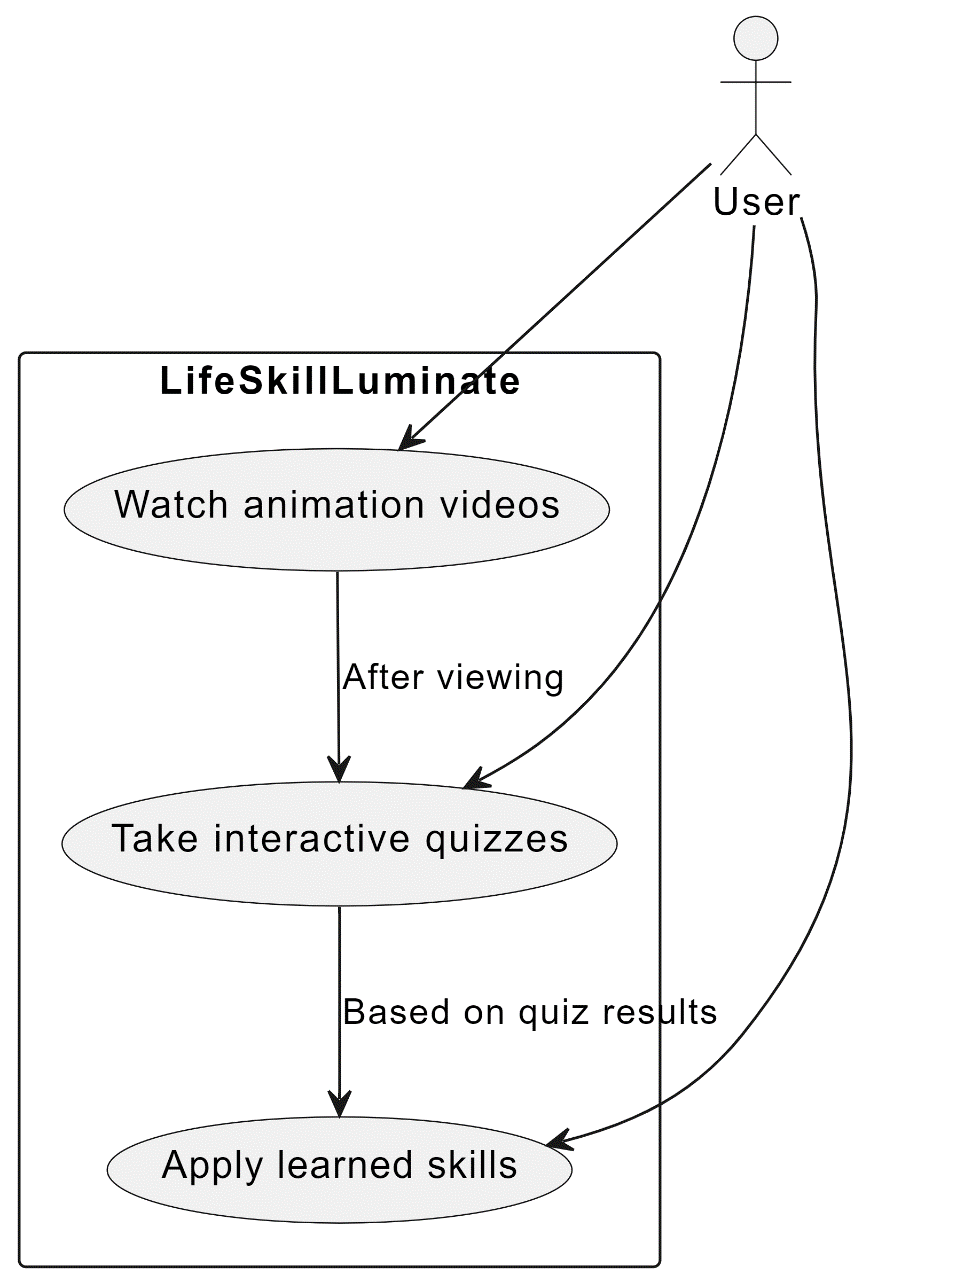 User
LifeSkillLuminate
Watch animation videos
After viewing
Take interactive quizzes
Based on quiz results
Apply learned skills